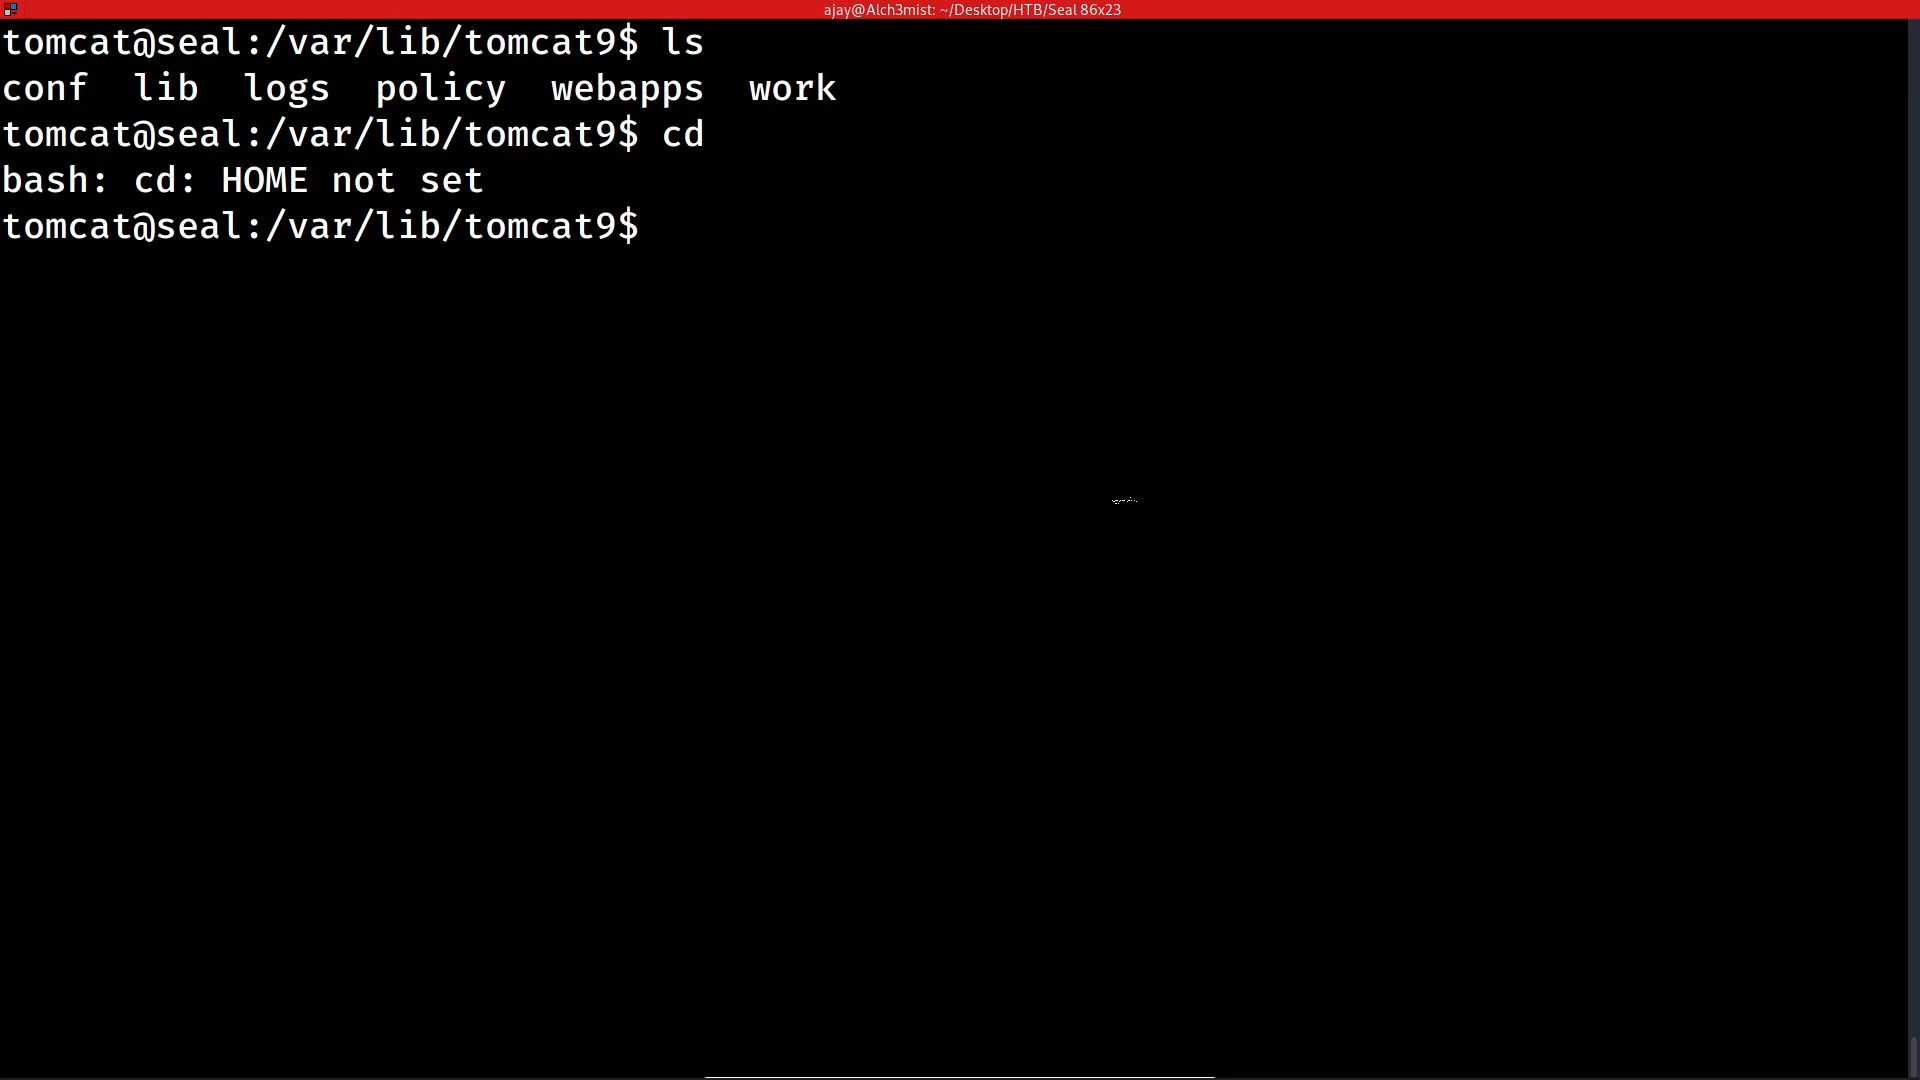 ajay@Alch3mist: ~/Desktop/HTB/Seal 86x23
tomcat@seal:/var/lib/tomcat9$ ls
conf  lib  logs  policy  webapps  work
tomcat@seal:/var/lib/tomcat9$ cd
bash: cd: HOME not set
tomcat@seal:/var/lib/tomcat9$